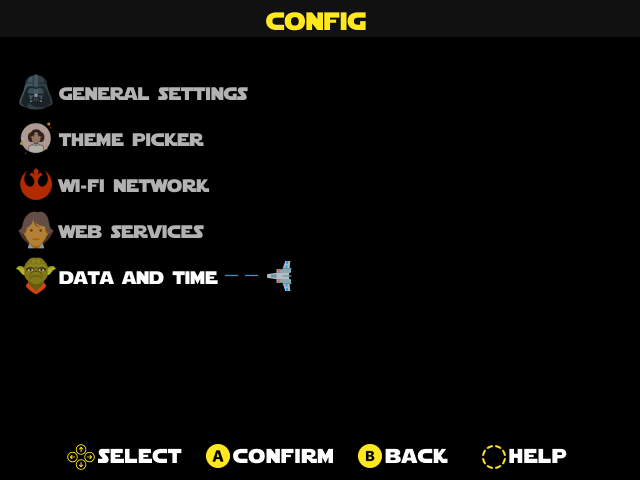 CONFIG
GENERAL SETTINGS
THEME PICKER
WI-FI NETWORK
WEB SERVICES
DATA AND TIME
SELECT A CONFIRM B BACK HELP